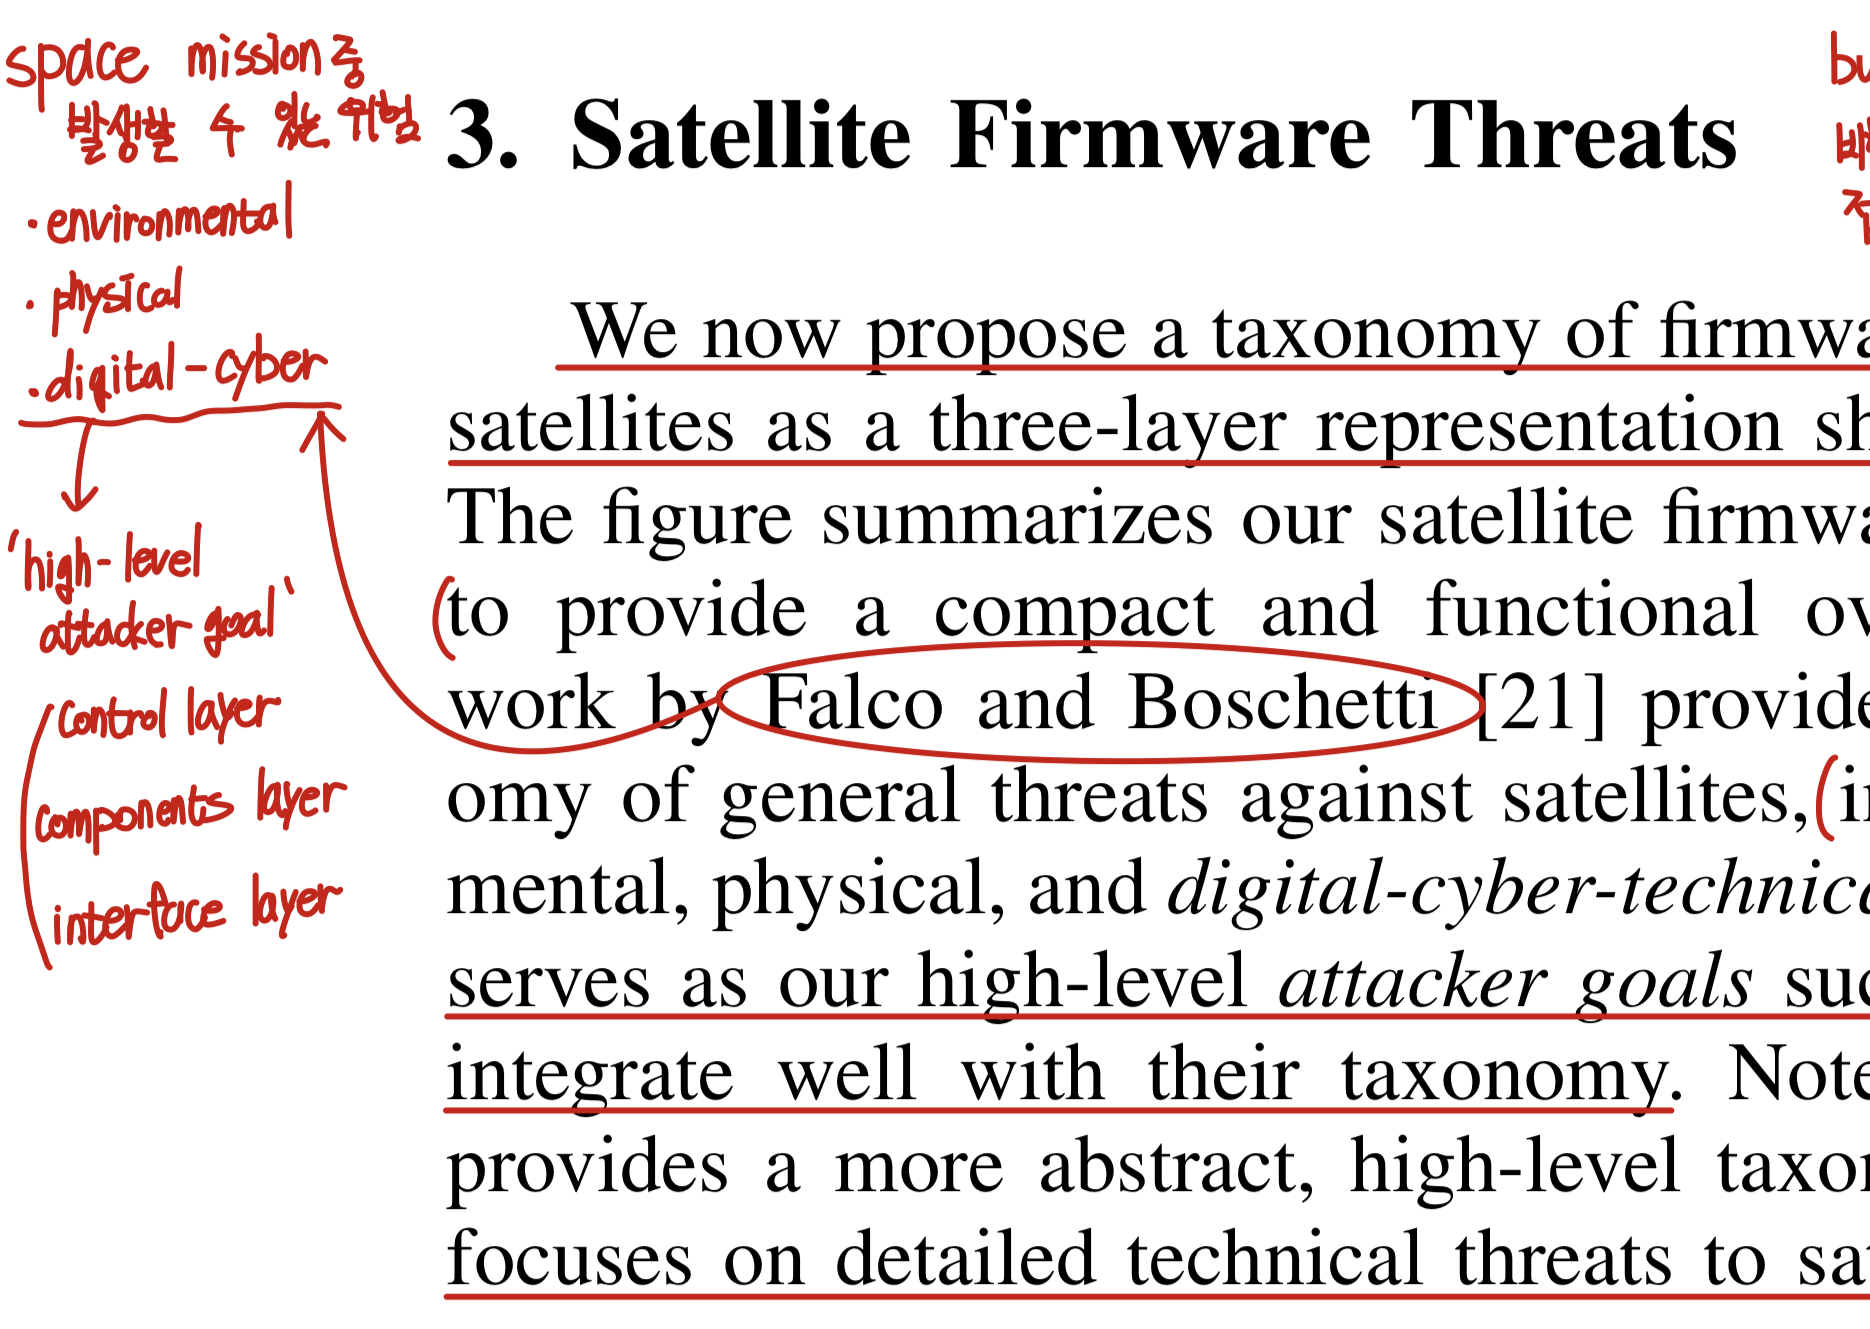 space mission 중
발생할 수 있는 위험
· environmental
· physical
· digital-cyber
'high-level
attacker goal'
control layer
components layer
interface layer
3. Satellite Firmware Threats
We now propose a taxonomy of firmwa
satellites as a three-layer representation sh
The figure summarizes our satellite firmwa
(to provide a compact and functional ov
work by Falco and Boschetti [21] provide
omy of general threats against satellites, (in
mental, physical, and digital-cyber-technica
serves as our high-level attacker goals suc
integrate well with their taxonomy. Note
provides a more abstract, high-level taxon
focuses on detailed technical threats to sat
bu